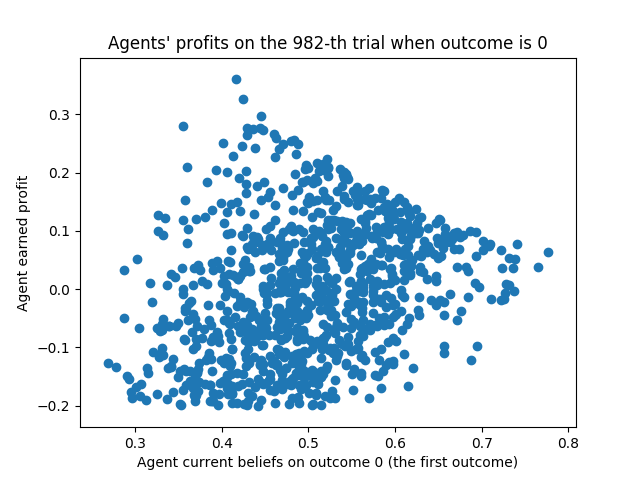 Agents' profits on the 982-th trial when outcome is 0
0.3
0.2
0.1
0.0
−0.1
−0.2
Agent earned profit
0.3 0.4 0.5 0.6 0.7 0.8
Agent current beliefs on outcome 0 (the first outcome)